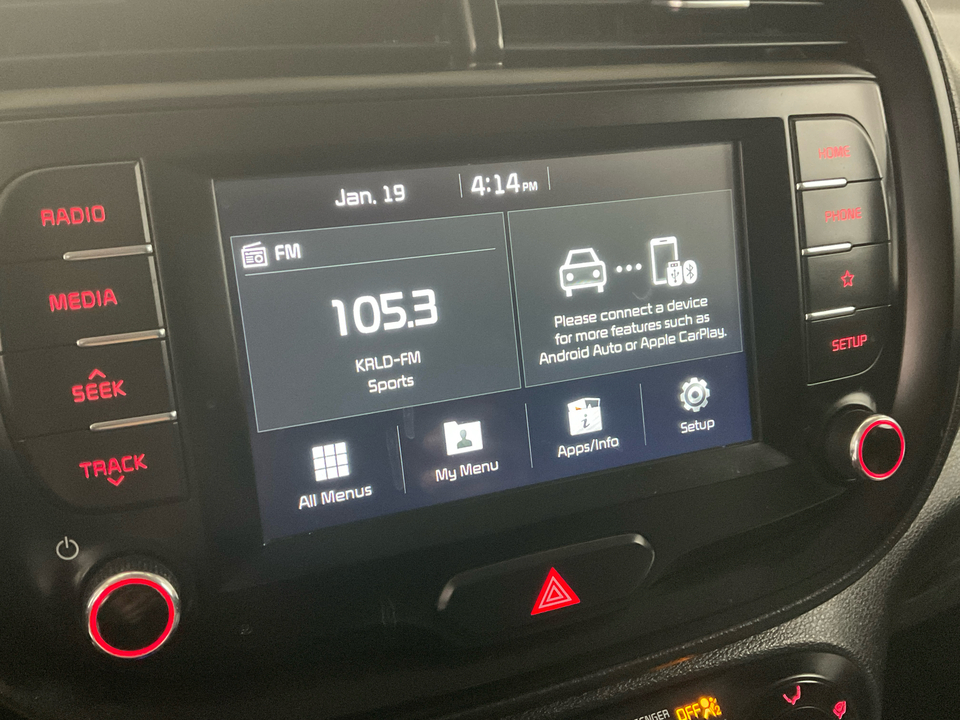 Jan. 19
4:14 PM
RADIO
MEDIA
SEEK
TRACK
FM
105.3
KRLD-FM
Sports
Please connect a device
for more features such as
Android Auto or Apple CarPlay.
All Menus
My Menu
Apps/Info
Setup
HOME
PHONE
SETUP
OFF